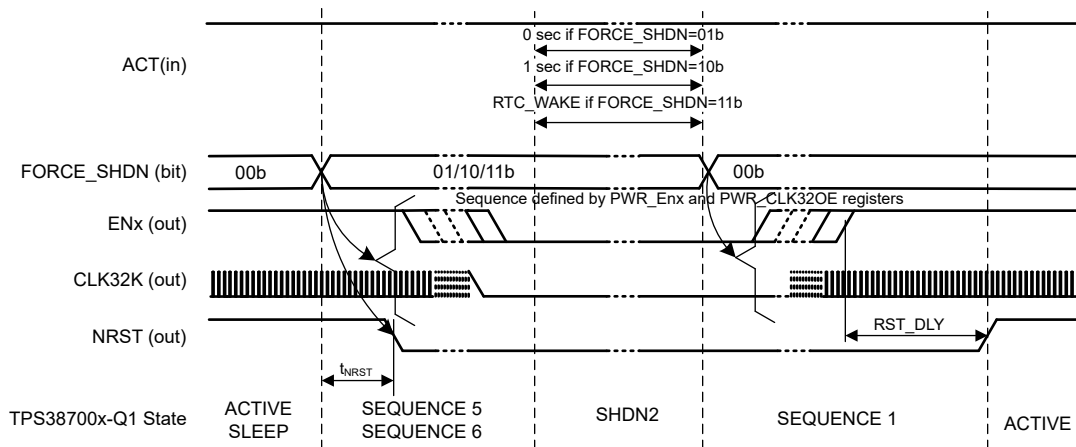 ACT(in)
0 sec if FORCE_SHDN=01b
1 sec if FORCE_SHDN=10b
RTC_WAKE if FORCE_SHDN=11b
FORCE_SHDN (bit)
00b
01/10/11b
00b
Sequence defined by PWR_Enx and PWR_CLK32OE registers
ENx (out)
CLK32K (out)
NRST (out)
RST_DLY
tNRST
TPS38700x-Q1 State
ACTIVE
SLEEP
SEQUENCE 5
SEQUENCE 6
SHDN2
SEQUENCE 1
ACTIVE